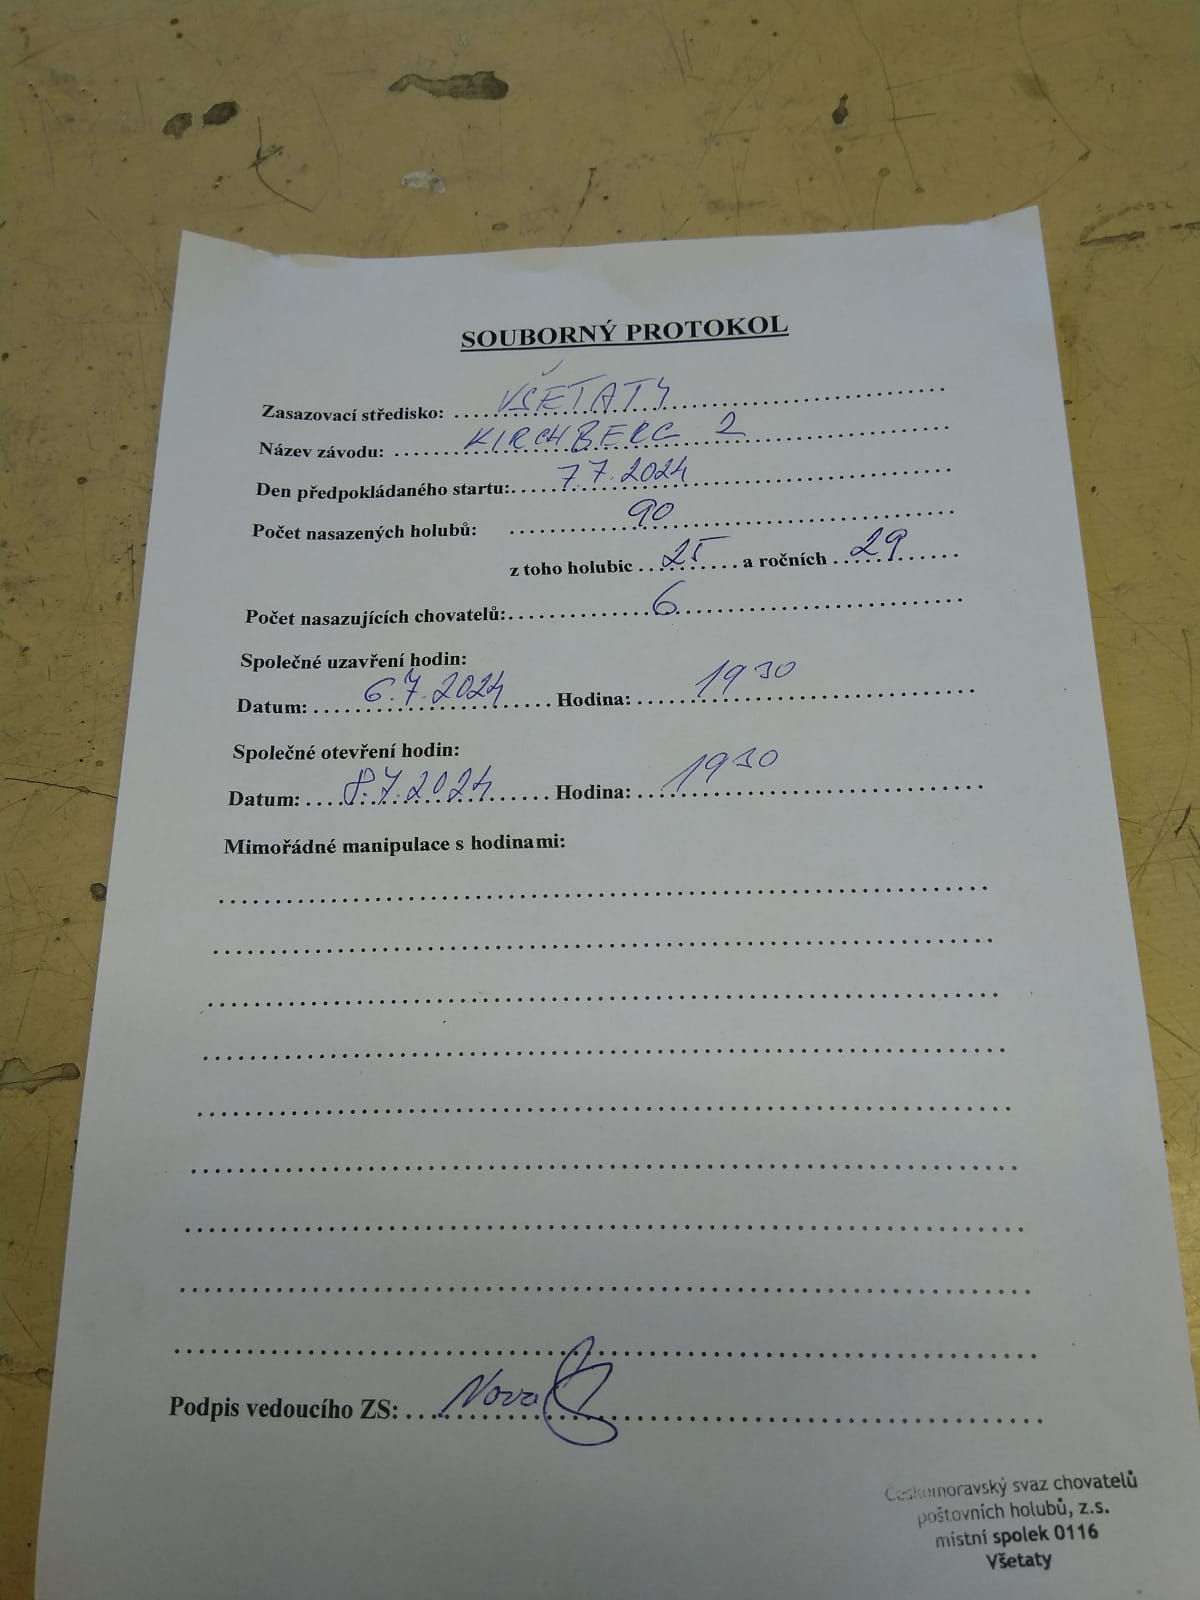 SOUBORNÝ PROTOKOL
Zasazovací středisko: ....VŠETATY....
Název závodu: ....KIRCHBERG 2....
Den předpokládaného startu:....7 7. 2024....
Počet nasazených holubů: ....90....
z toho holubic ....25.... a ročních ....29....
Počet nasazujících chovatelů:....6....
Společné uzavření hodin:
Datum: ....6.7.2024.... Hodina: ....19 30....
Společné otevření hodin:
Datum: ....8.7.2024.... Hodina: ....19 30....
Mimořádné manipulace s hodinami:
Podpis vedoucího ZS: ....
Českomoravský svaz chovatelů
poštovních holubů, z.s.
místní spolek 0116
Všetaty